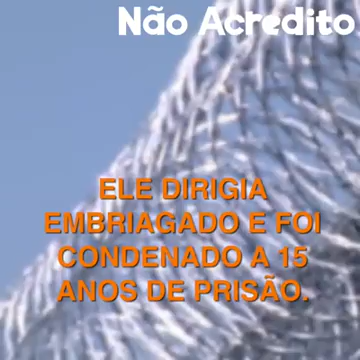 Não Acredito
ELE DIRIGIA
EMBRIAGADO E FOI
CONDENADO A 15
ANOS DE PRISÃO.